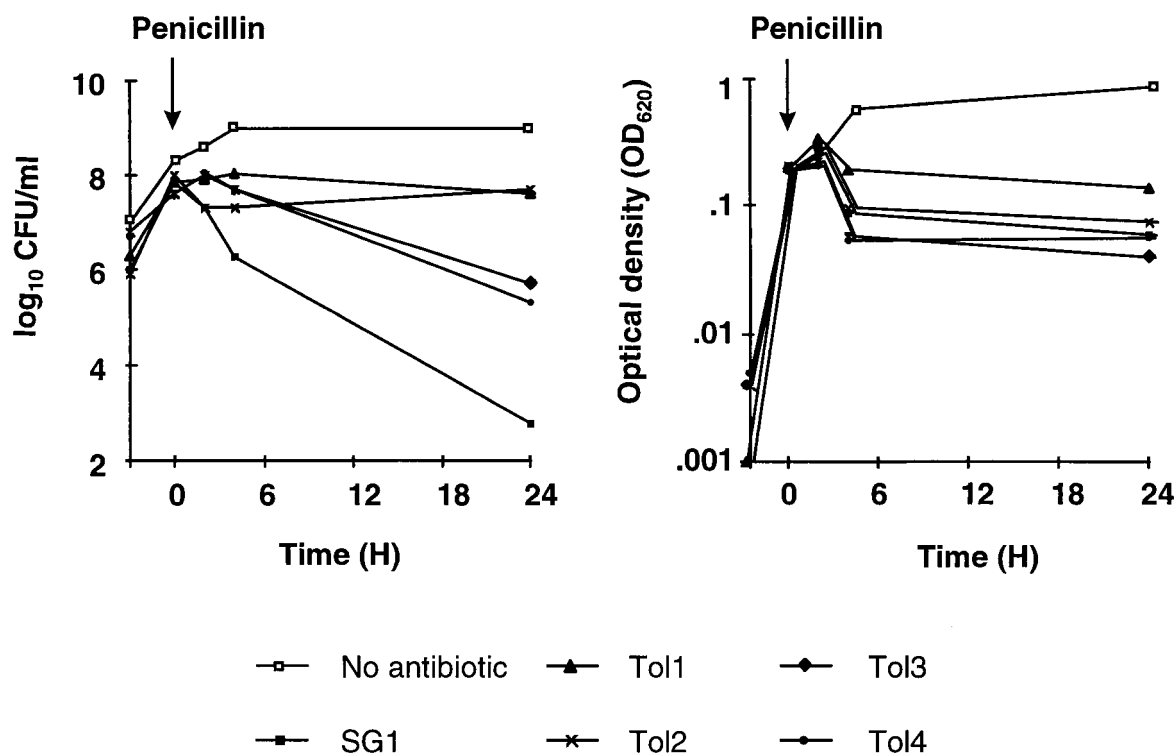 Penicillin
10
8
6
4
2
log10 CFU/ml
0 6 12 18 24
Time (H)
Penicillin
1
.1
.01
.001
Optical density (OD620)
0 6 12 18 24
Time (H)
No antibiotic Tol1 Tol3
SG1 Tol2 Tol4